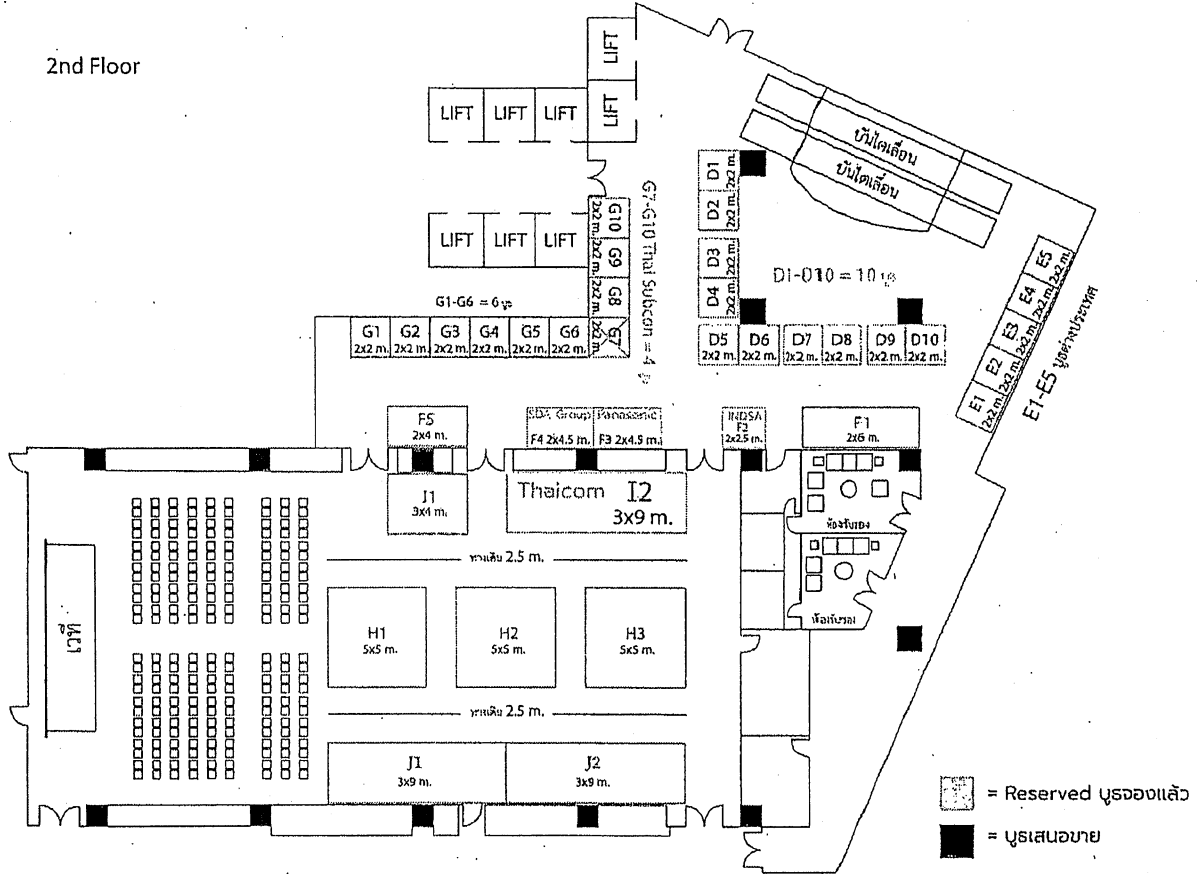 2nd Floor
LIFT
LIFT
LIFT LIFT LIFT
LIFT LIFT LIFT
บันไดเลื่อน
บันไดเลื่อน
D1
2x2 m.
D2
2x2 m.
D3
2x2 m.
D4
2x2 m.
D1-D10 = 10 บูธ
G10
2x2 m.
G9
2x2 m.
G8
2x2 m.
G7
2x2 m.
G7-G10 Thai Subcon = 4 บูธ
E5
2x2 m.
E4
2x2 m.
E3
2x2 m.
E2
2x2 m.
E1
2x2 m.
E1-E5 บูธต่างประเทศ
G1-G6 = 6 บูธ
G1 G2 G3 G4 G5 G6
2x2 m. 2x2 m. 2x2 m. 2x2 m. 2x2 m. 2x2 m.
D5 D6 D7 D8 D9 D10
2x2 m. 2x2 m. 2x2 m. 2x2 m. 2x2 m. 2x2 m.
F5
2x4 m.
SDA Group Panasonic
F4 2x4.5 m. F3 2x4.5 m.
INDSA
F2
2x2.5 m.
F1
2x6 m.
J1
3x4 m.
Thaicom I2
3x9 m.
ห้องรับรอง
ห้องรับรอง
ทางเดิน 2.5 m.
เวที
H1
5x5 m.
H2
5x5 m.
H3
5x5 m.
ทางเดิน 2.5 m.
J1
3x9 m.
J2
3x9 m.
= Reserved บูธจองแล้ว
= บูธเสนอขาย